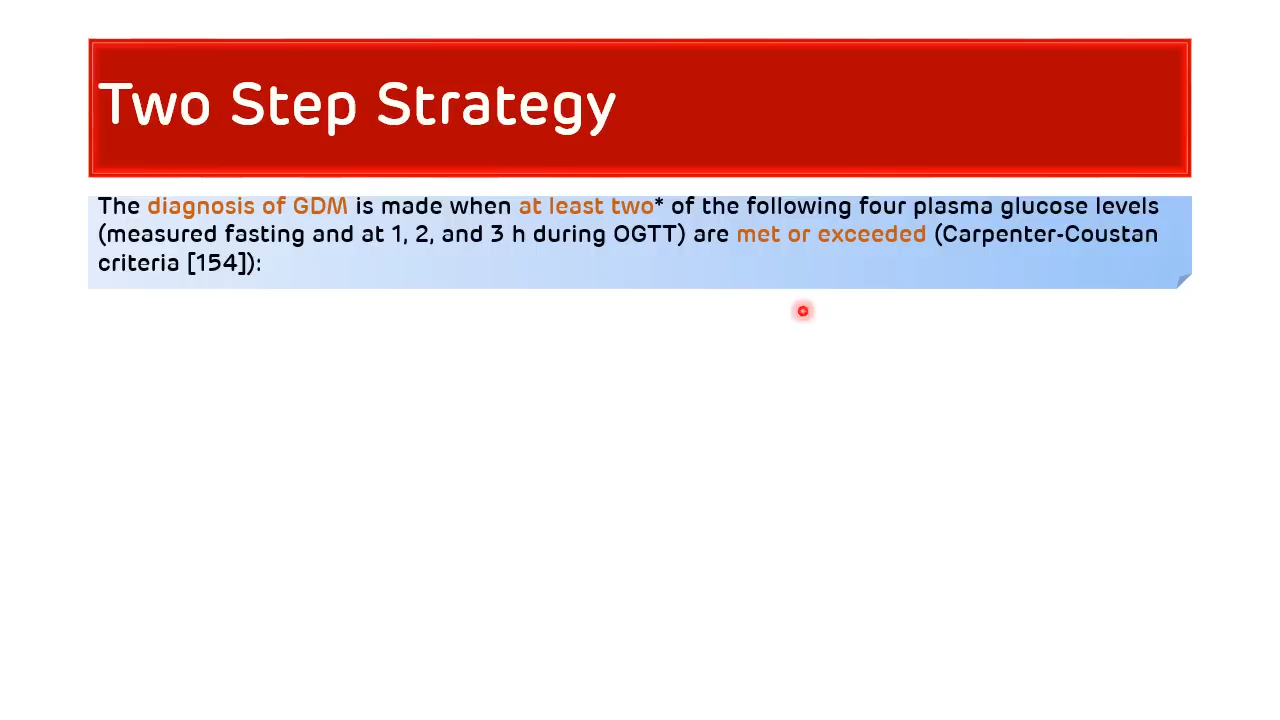 Two Step Strategy
The diagnosis of GDM is made when at least two* of the following four plasma glucose levels
(measured fasting and at 1, 2, and 3 h during OGTT) are met or exceeded (Carpenter-Coustan
criteria [154]):